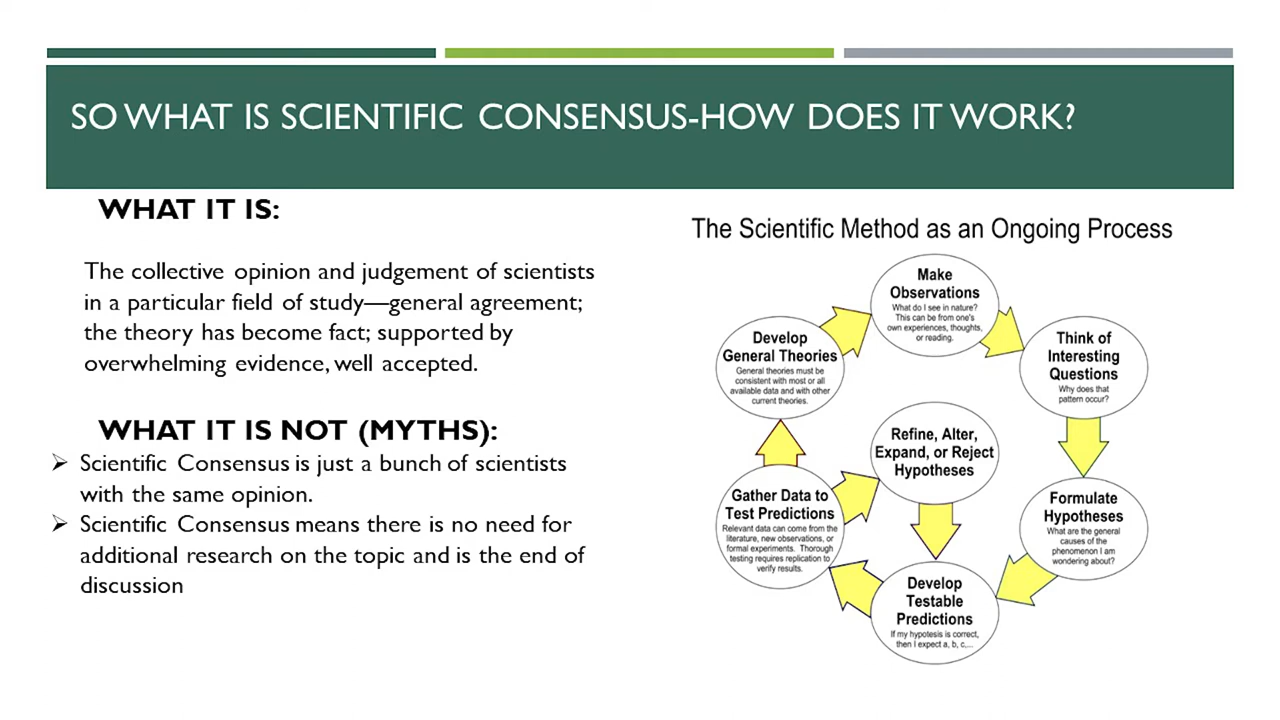 SO WHAT IS SCIENTIFIC CONSENSUS-HOW DOES IT WORK?
WHAT IT IS:
The collective opinion and judgement of scientists
in a particular field of study—general agreement;
the theory has become fact; supported by
overwhelming evidence, well accepted.
WHAT IT IS NOT (MYTHS):
Scientific Consensus is just a bunch of scientists
with the same opinion.
Scientific Consensus means there is no need for
additional research on the topic and is the end of
discussion
The Scientific Method as an Ongoing Process
Make
Observations
What do I see in nature?
This can be from one's
own experiences, thoughts,
or reading.
Think of
Interesting
Questions
Why does that
pattern occur?
Formulate
Hypotheses
What are the general
causes of the
phenomenon I am
wondering about?
Develop
Testable
Predictions
If my hypotesis is correct,
then I expect a, b, c,...
Gather Data to
Test Predictions
Relevant data can come from the
literature, new observations, or
formal experiments. Thorough
testing requires replication to
verify results.
Refine, Alter,
Expand, or Reject
Hypotheses
Develop
General Theories
General theories must be
consistent with most or all
available data and with other
current theories.